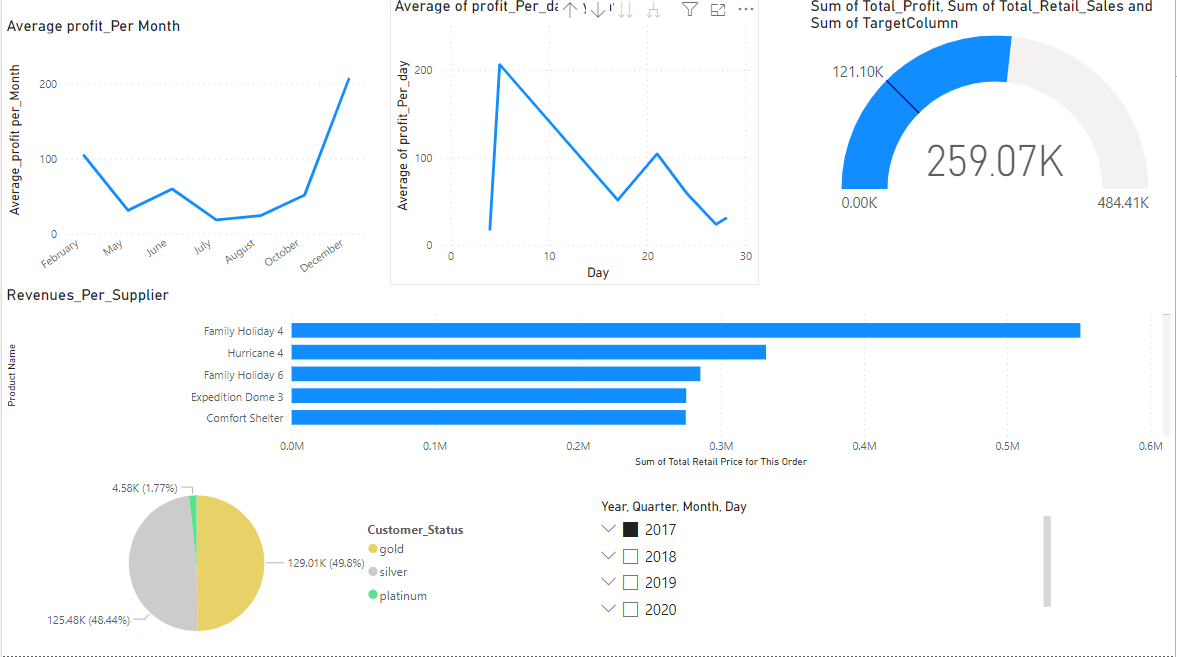 Average profit_Per Month
Average_profit per_Month
200
100
0
February
May
June
July
August
October
December
Average of profit_Per_da
Average of profit_Per_day
200
100
0
0
10
20
30
Day
Sum of Total_Profit, Sum of Total_Retail_Sales and
Sum of TargetColumn
121.10K
259.07K
0.00K
484.41K
Revenues_Per_Supplier
Product Name
Family Holiday 4
Hurricane 4
Family Holiday 6
Expedition Dome 3
Comfort Shelter
0.0M
0.1M
0.2M
0.3M
0.4M
0.5M
0.6M
Sum of Total Retail Price for This Order
4.58K (1.77%)
129.01K (49.8%)
125.48K (48.44%)
Customer_Status
gold
silver
platinum
Year, Quarter, Month, Day
2017
2018
2019
2020